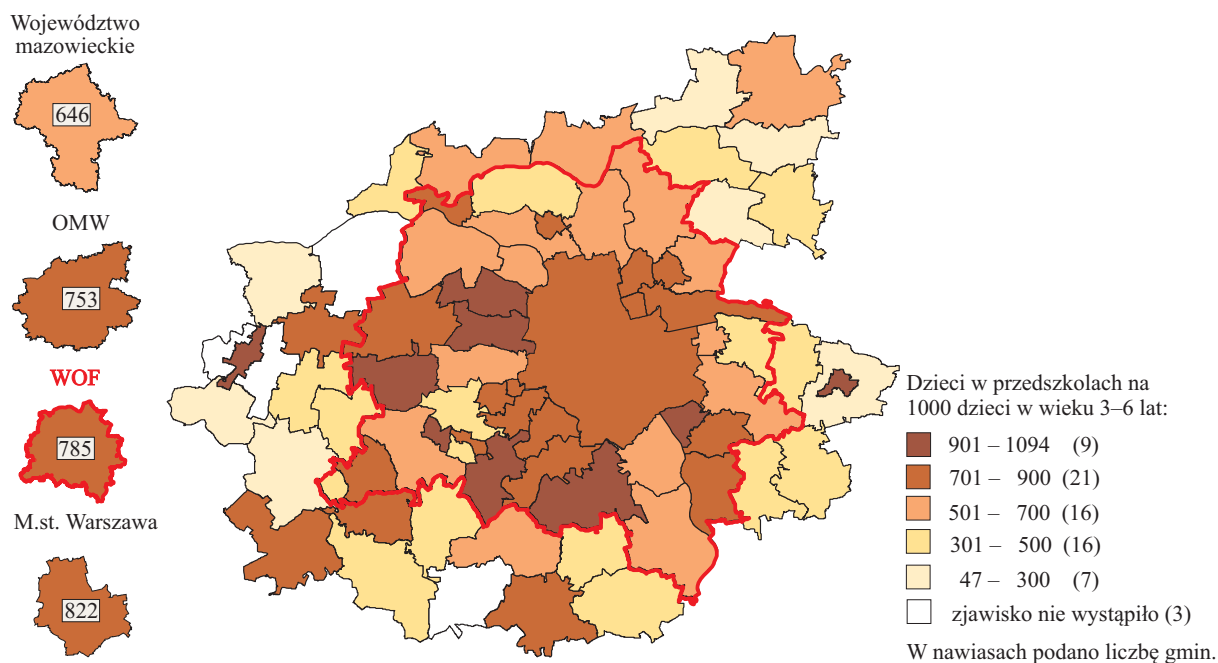 Województwo
mazowieckie
646
OMW
753
WOF
785
M.st. Warszawa
822
Dzieci w przedszkolach na
1000 dzieci w wieku 3–6 lat:
901 – 1094 (9)
701 – 900 (21)
501 – 700 (16)
301 – 500 (16)
47 – 300 (7)
zjawisko nie wystąpiło (3)
W nawiasach podano liczbę gmin.